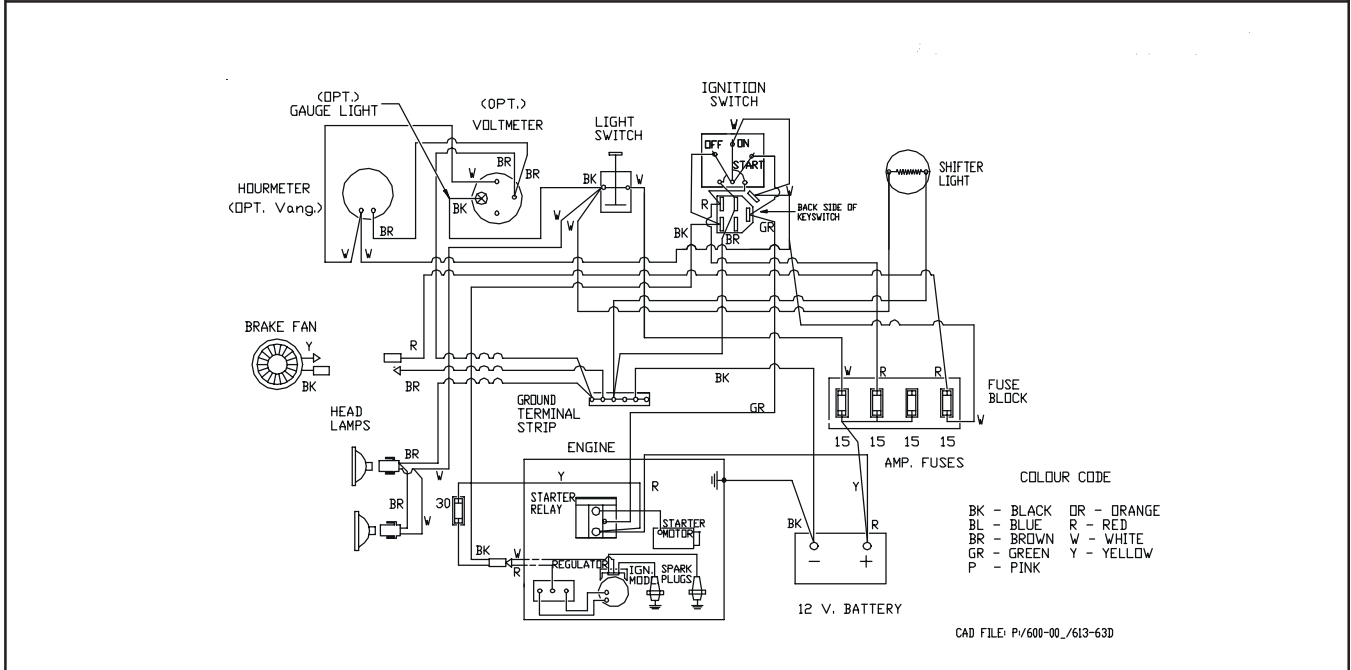 (OPT.)
GAUGE LIGHT
(OPT.)
VOLTMETER
LIGHT
SWITCH
IGNITION
SWITCH
W
OFF
ON
START
SHIFTER
LIGHT
HOURMETER
(OPT. Vang.)
BR
BR
W
BK
BK
W
W
W
W
R
BACK SIDE OF
KEYSWITCH
GR
BK
BR
BR
W
W
BRAKE FAN
Y
BK
R
BR
BK
GR
GROUND
TERMINAL
STRIP
W
R
R
FUSE
BLOCK
W
15
15
15
15
AMP. FUSES
HEAD
LAMPS
BR
W
BR
W
30
ENGINE
Y
R
STARTER
RELAY
STARTER
MOTOR
BK
W
R
REGULATOR
IGN.
MOD.
SPARK
PLUGS
Y
BK
R
-
+
12 V. BATTERY
COLOUR CODE
BK - BLACK OR - ORANGE
BL - BLUE R - RED
BR - BROWN W - WHITE
GR - GREEN Y - YELLOW
P - PINK
CAD FILE: P:/600-00_/613-63D